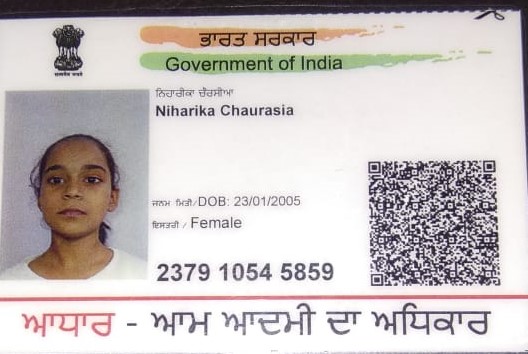 ਭਾਰਤ ਸਰਕਾਰ
Government of India
ਨਿਹਾਰੀਕਾ ਚੌਰਸੀਆ
Niharika Chaurasia
ਜਨਮ ਮਿਤੀ/DOB: 23/01/2005
ਇਸਤਰੀ / Female
2379 1054 5859
ਆਧਾਰ - ਆਮ ਆਦਮੀ ਦਾ ਅਧਿਕਾਰ